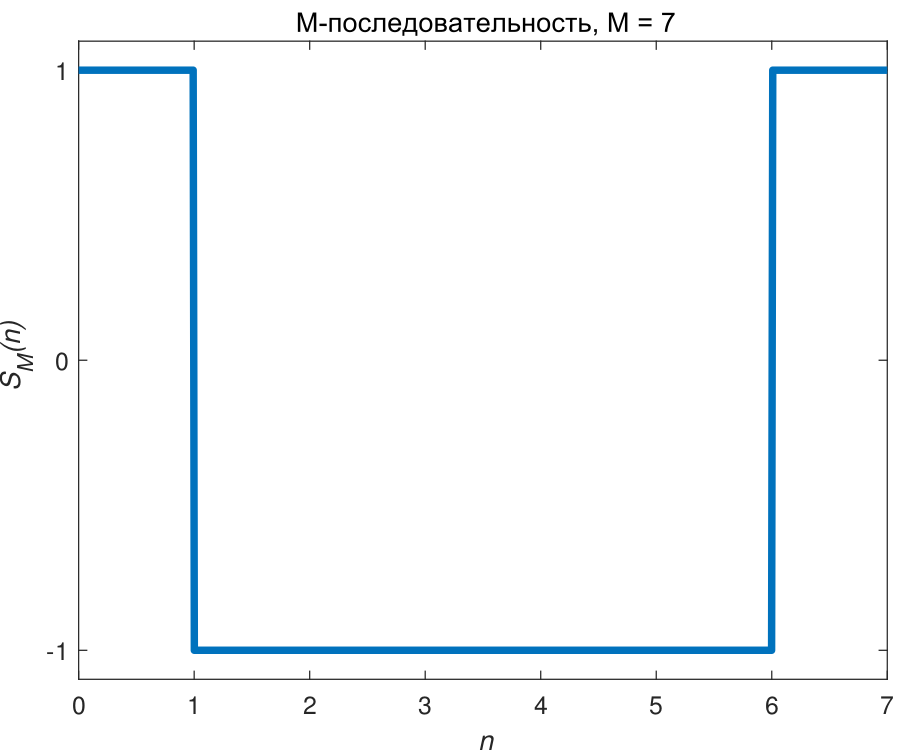 М-последовательность, М = 7
1
0
-1
S_M(n)
0 1 2 3 4 5 6 7
n